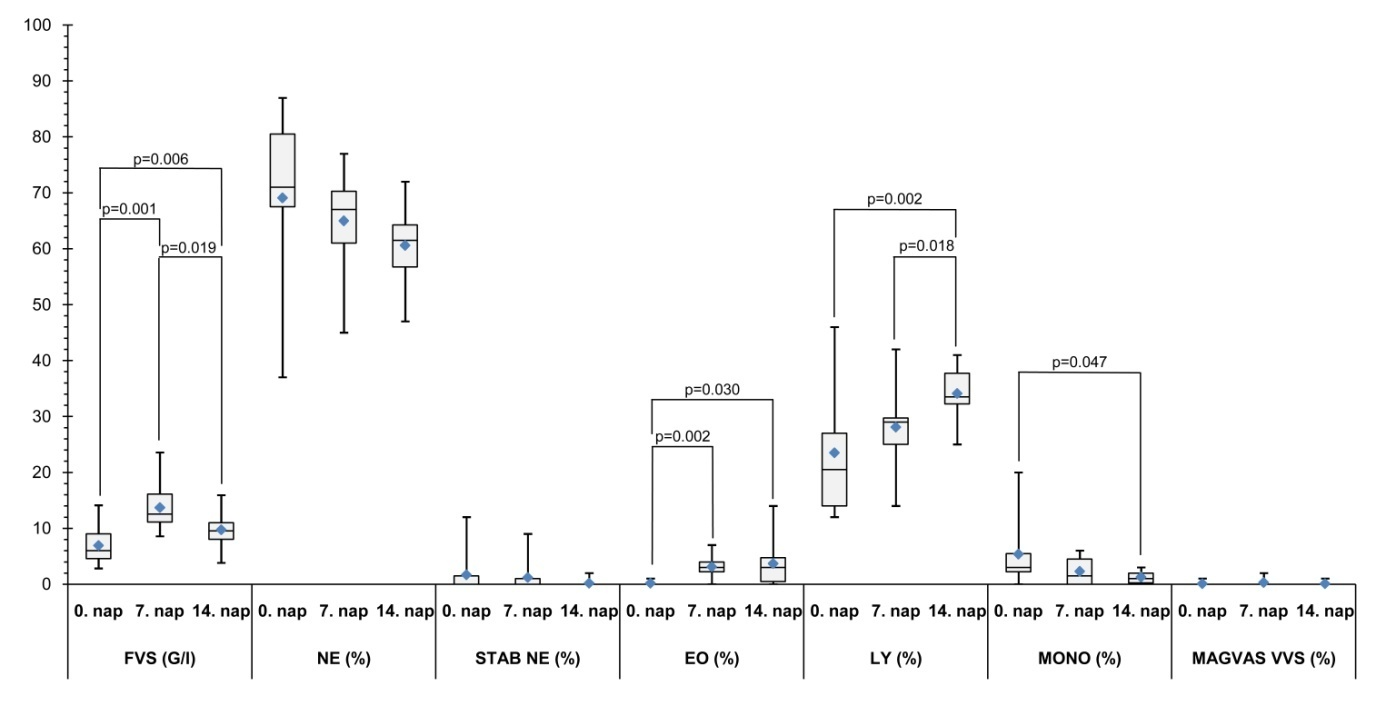 100
90
80
70
60
50
40
30
20
10
0
p=0.006
p=0.001
p=0.019
p=0.030
p=0.002
p=0.002
p=0.018
p=0.047
0. nap 7. nap 14. nap 0. nap 7. nap 14. nap 0. nap 7. nap 14. nap 0. nap 7. nap 14. nap 0. nap 7. nap 14. nap 0. nap 7. nap 14. nap 0. nap 7. nap 14. nap
FVS (G/l) NE (%) STAB NE (%) EO (%) LY (%) MONO (%) MAGVAS VVS (%)